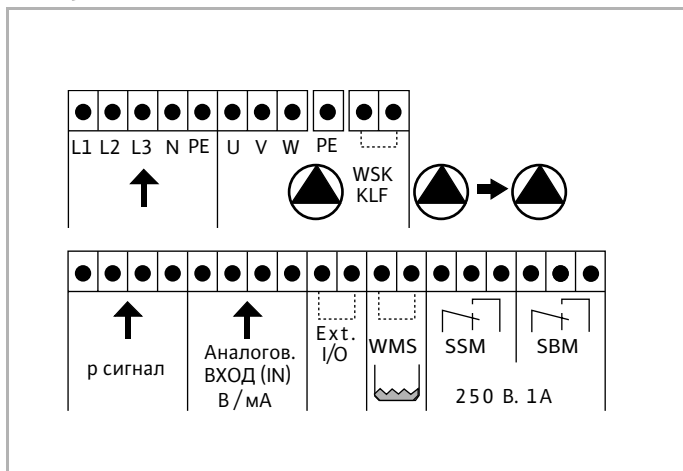 L1 L2 L3 N PE U V W PE
WSK
KLF
p сигнал
Аналогов.
ВХОД (IN)
В / мА
Ext.
I/O
WMS
SSM
SBM
250 В. 1А